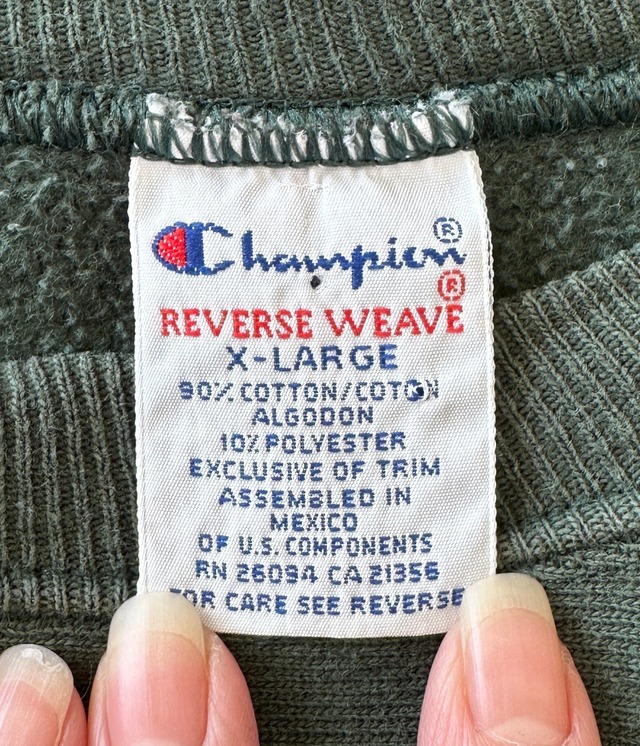 Champion®
REVERSE WEAVE®
X-LARGE
90% COTTON/COTON
ALGODON
10% POLYESTER
EXCLUSIVE OF TRIM
ASSEMBLED IN
MEXICO
OF U.S. COMPONENTS
RN 26094 CA 21356
FOR CARE SEE REVERSE